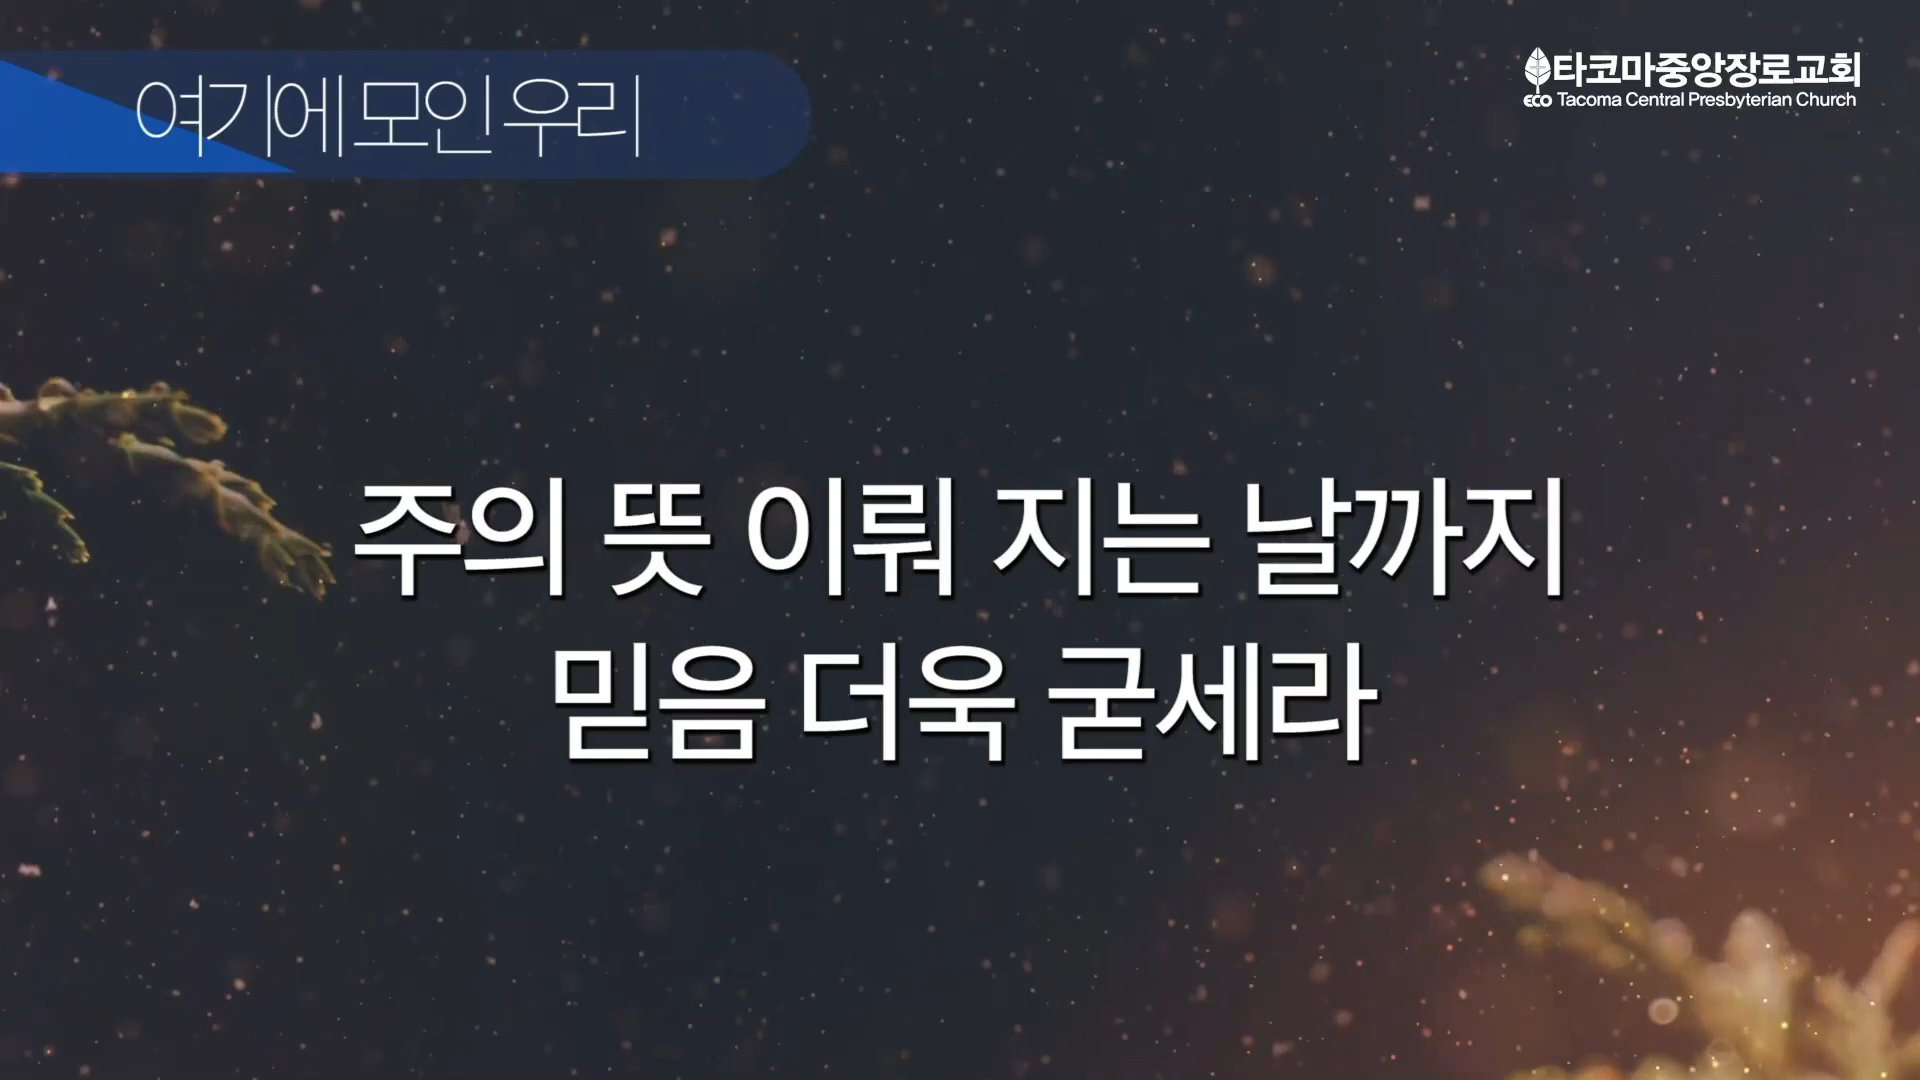 여기에 모인 우리
타코마중앙장로교회
ECO Tacoma Central Presbyterian Church
주의 뜻 이뤄 지는 날까지
믿음 더욱 굳세라